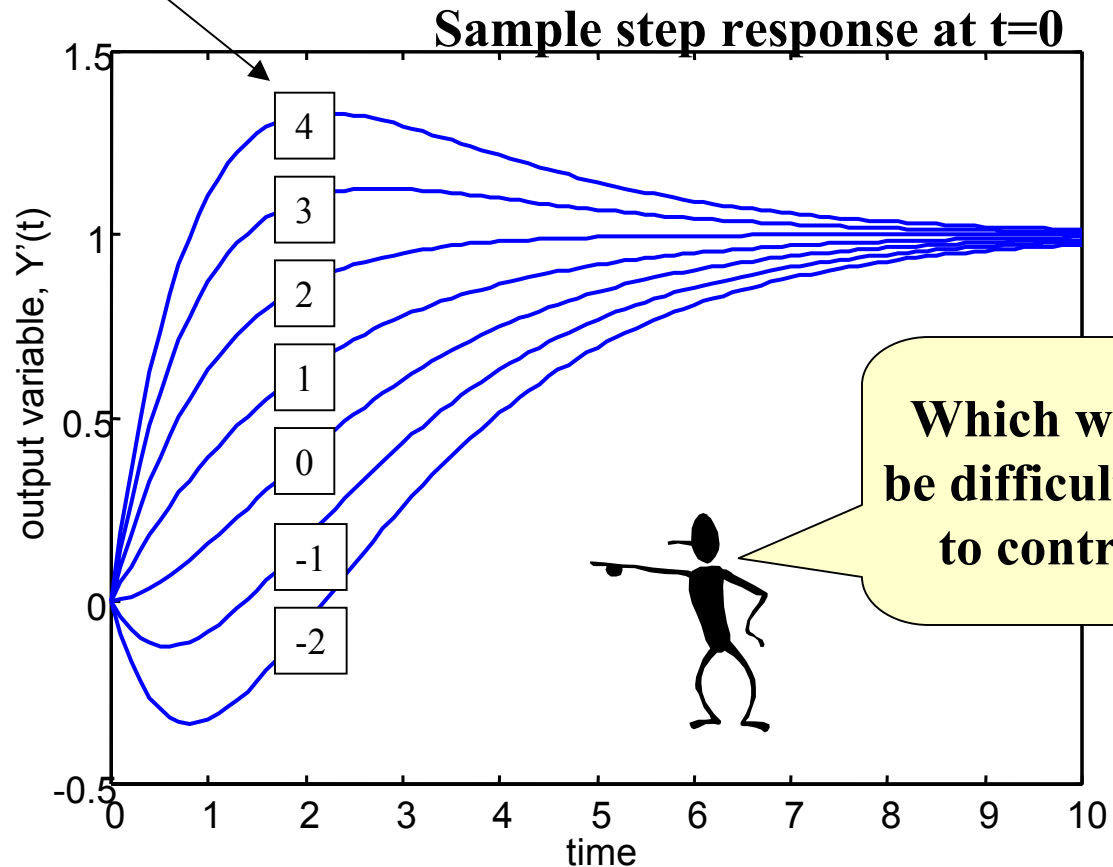 Sample step response at t=0
1.5
1
0.5
0
-0.5
output variable, Y'(t)
4
3
2
1
0
-1
-2
Which w
be difficul
to contr
0 1 2 3 4 5 6 7 8 9 10
time